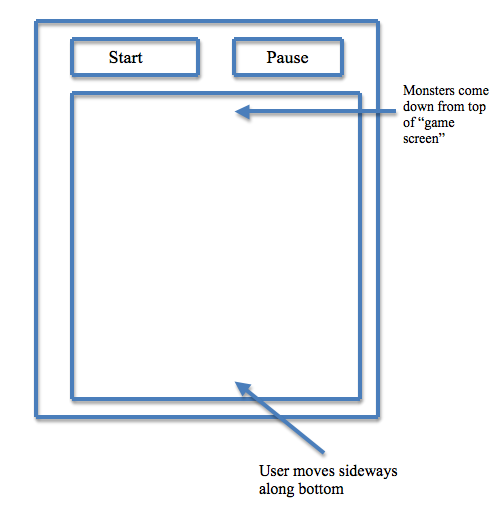 Start
Pause
Monsters come
down from top
of “game
screen”
User moves sideways
along bottom